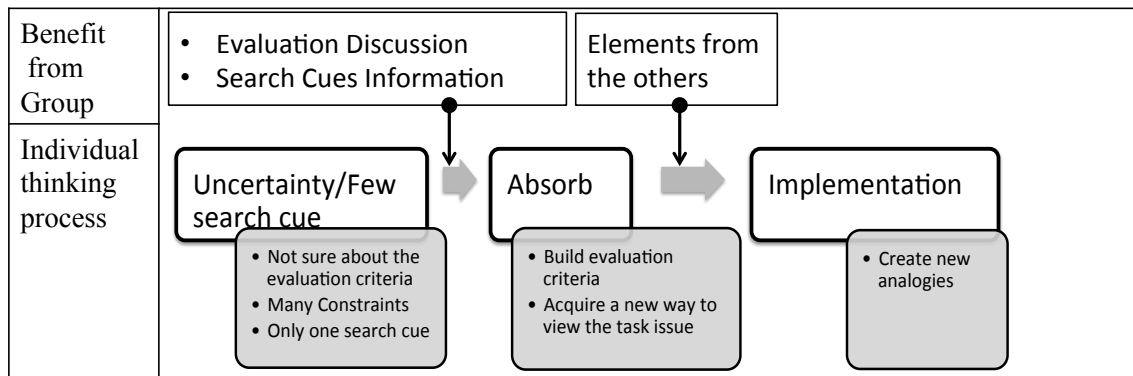 Benefit
from
Group
• Evaluation Discussion
• Search Cues Information
Elements from
the others
Individual
thinking
process
Uncertainty/Few
search cue
• Not sure about the
evaluation criteria
• Many Constraints
• Only one search cue
Absorb
• Build evaluation
criteria
• Acquire a new way to
view the task issue
Implementation
• Create new
analogies